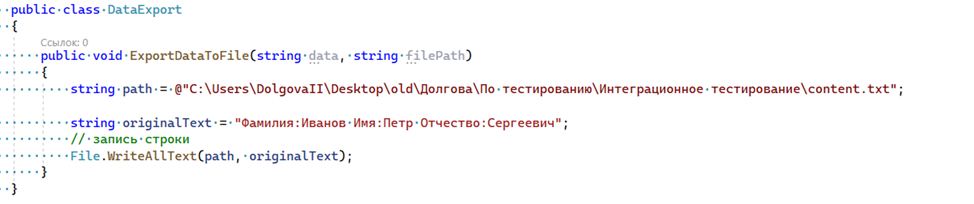 public class DataExport
{
Ссылок: 0
public void ExportDataToFile(string data, string filePath)
{
string path = @"C:\Users\DolgovaII\Desktop\old\Долгова\По тестированию\Интеграционное тестирование\content.txt";
string originalText = "Фамилия:Иванов Имя:Петр Отчество:Сергеевич";
// запись строки
File.WriteAllText(path, originalText);
}
}